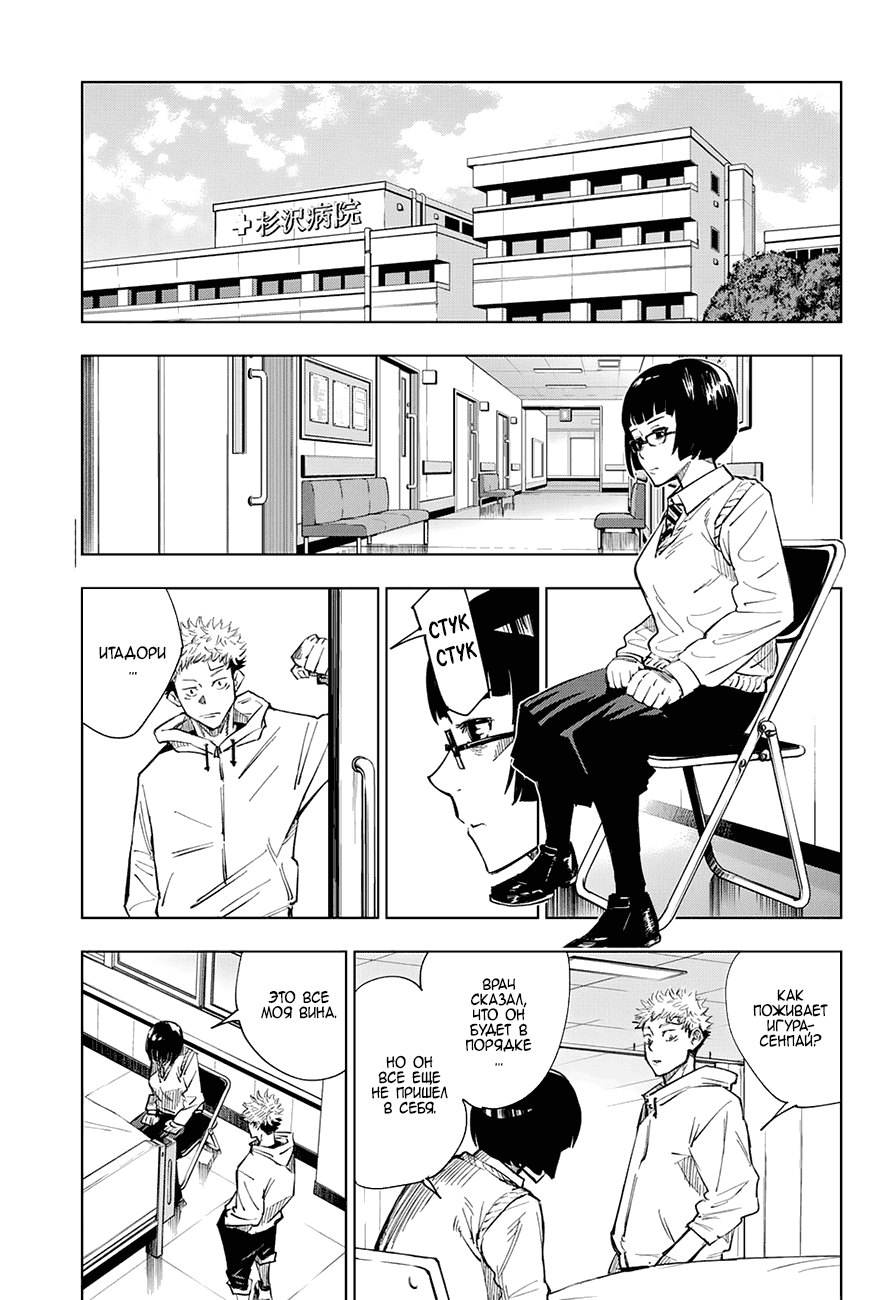 杉沢病院
СТУК
СТУК
ИТАДОРИ
...
КАК
ПОЖИВАЕТ
ИГУРА-
СЕНПАЙ?
ВРАЧ
СКАЗАЛ,
ЧТО ОН
БУДЕТ В
ПОРЯДКЕ
...
НО ОН
ВСЕ ЕЩЕ
НЕ ПРИШЕЛ
В СЕБЯ.
ЭТО ВСЕ
МОЯ ВИНА.